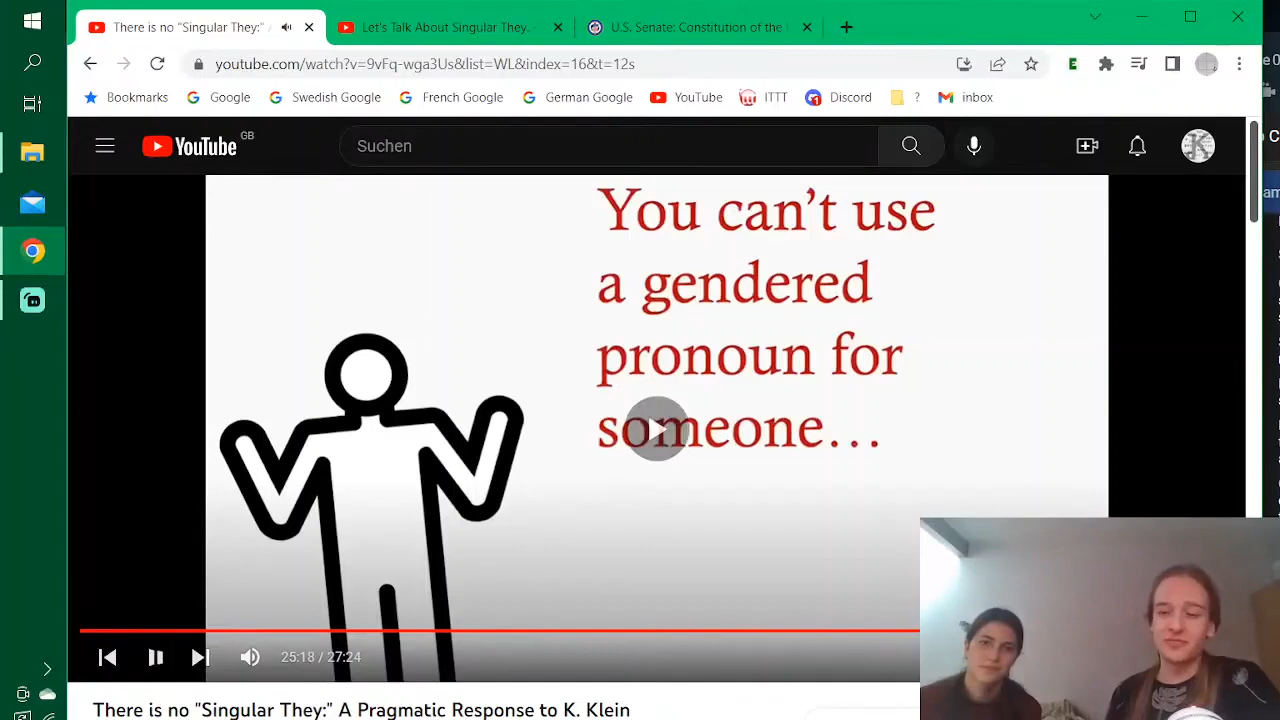 There is no "Singular They:" A
Let's Talk About Singular They.
U.S. Senate: Constitution of the
youtube.com/watch?v=9vFq-wga3Us&list=WL&index=16&t=12s
Bookmarks Google Swedish Google French Google German Google YouTube ITTT Discord ? inbox
YouTube GB
Suchen
You can't use
a gendered
pronoun for
someone...
25:18 / 27:24
There is no "Singular They:" A Pragmatic Response to K. Klein